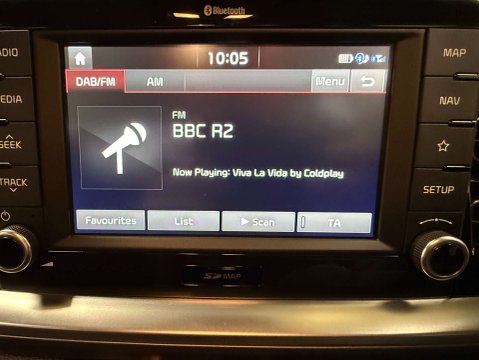 Bluetooth
10:05
DAB/FM AM Menu
FM
BBC R2
Now Playing: Viva La Vida by Coldplay
Favourites List Scan TA
RADIO
MEDIA
SEEK
TRACK
MAP
NAV
SETUP
SD MAP